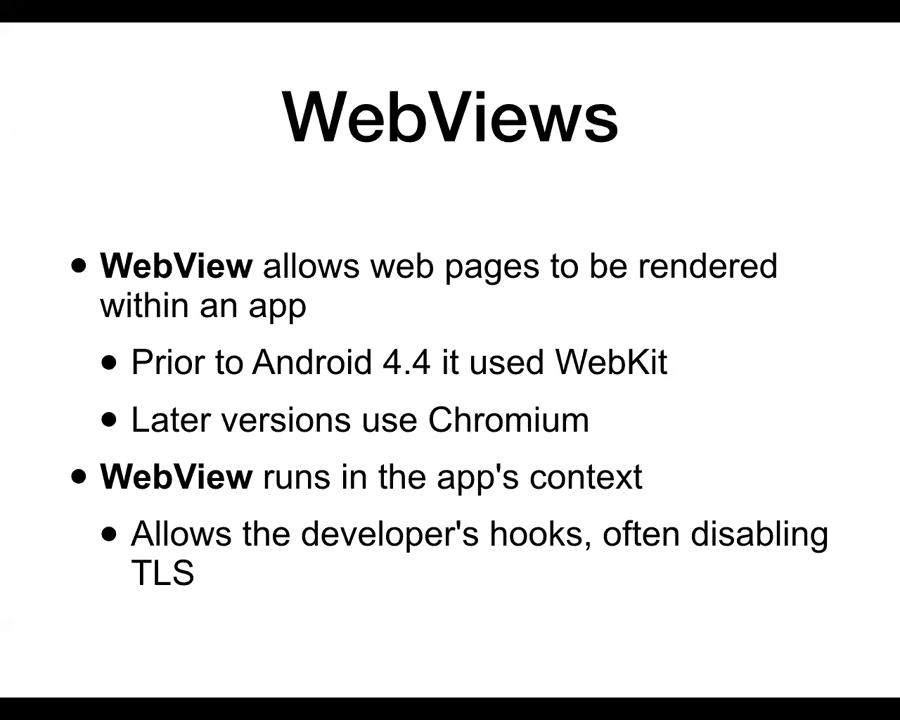 WebViews
• WebView allows web pages to be rendered
within an app
• Prior to Android 4.4 it used WebKit
• Later versions use Chromium
• WebView runs in the app's context
• Allows the developer's hooks, often disabling
TLS